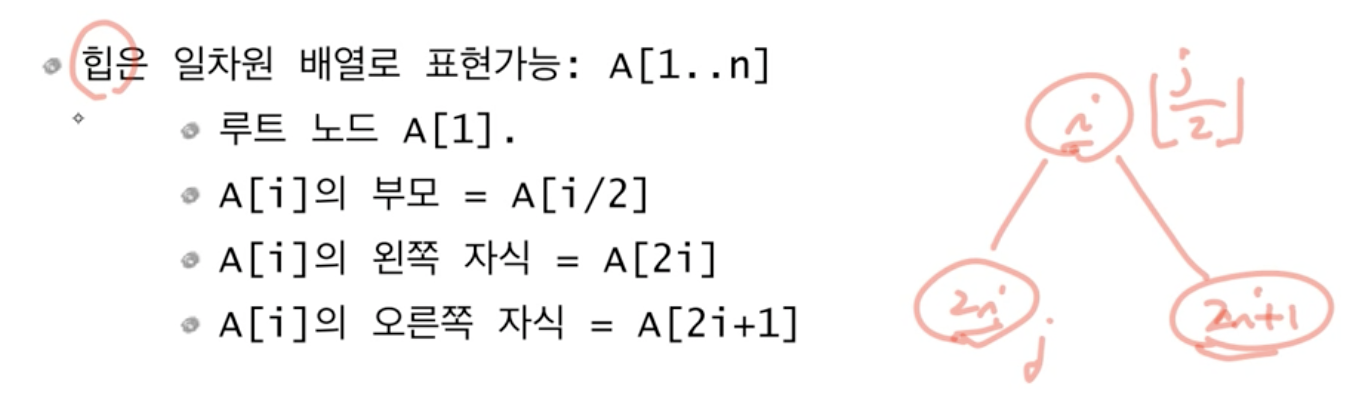 힙은 일차원 배열로 표현가능: A[1..n]
루트 노드 A[1].
A[i]의 부모 = A[i/2]
A[i]의 왼쪽 자식 = A[2i]
A[i]의 오른쪽 자식 = A[2i+1]
i ⌊j/2⌋
2i j
2i+1